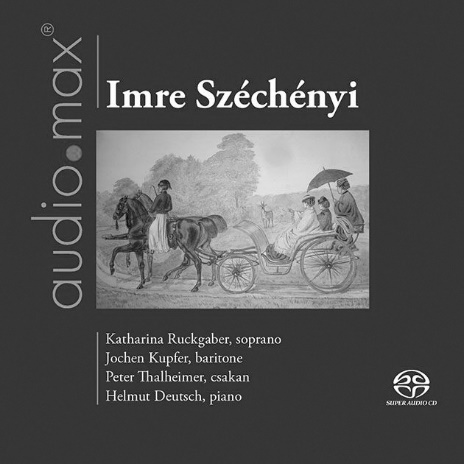 audio.max®
Imre Széchényi
Katharina Ruckgaber, soprano
Jochen Kupfer, baritone
Peter Thalheimer, csakan
Helmut Deutsch, piano
SUPER AUDIO CD